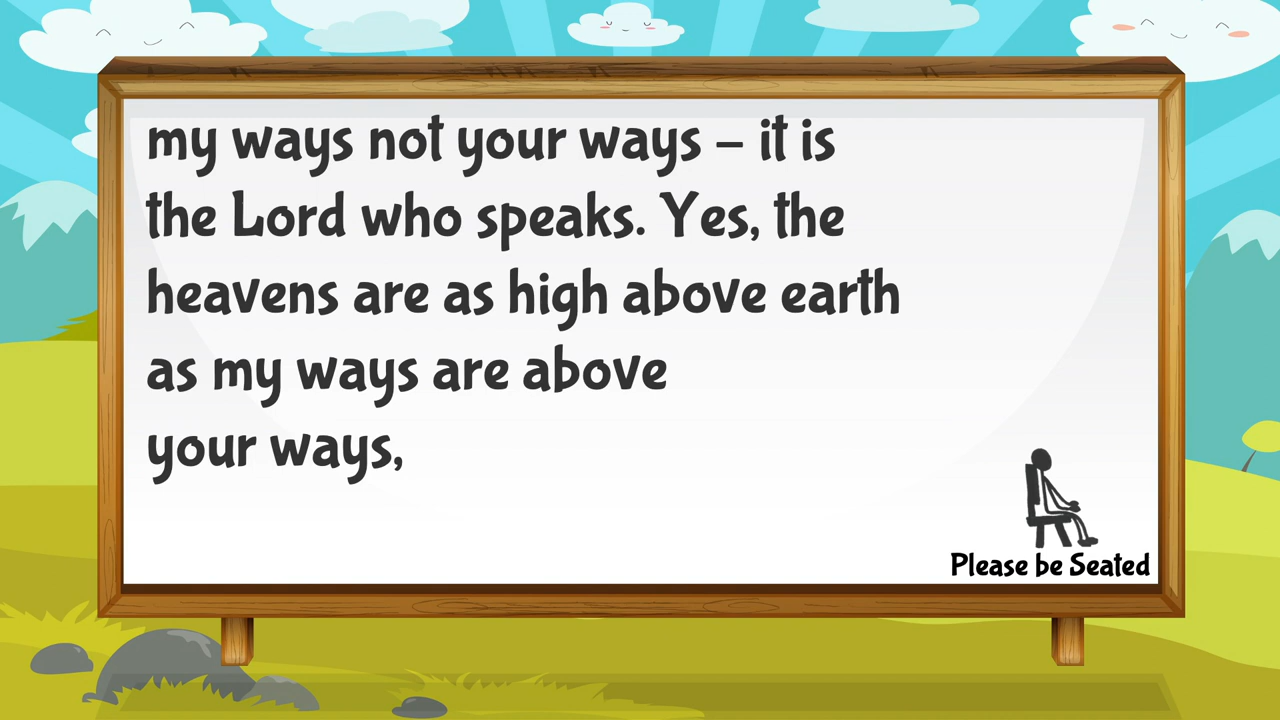 my ways not your ways – it is
the Lord who speaks. Yes, the
heavens are as high above earth
as my ways are above
your ways,
Please be Seated